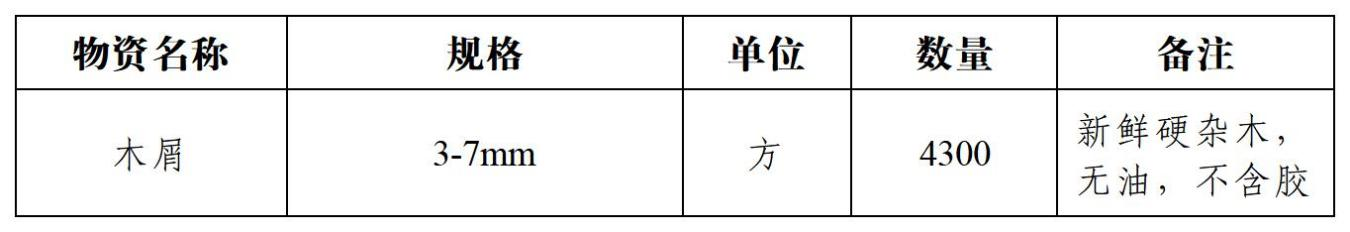 物资名称 规格 单位 数量 备注
木屑 3-7mm 方 4300 新鲜硬杂木，
无油，不含胶